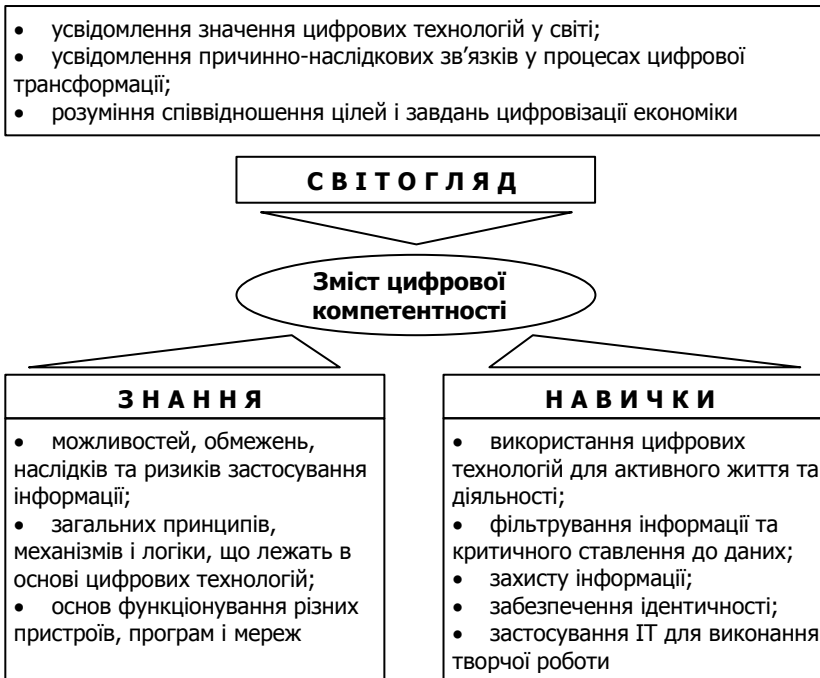 • усвідомлення значення цифрових технологій у світі;
• усвідомлення причинно-наслідкових зв’язків у процесах цифрової
трансформації;
• розуміння співвідношення цілей і завдань цифровізації економіки
С В І Т О Г Л Я Д
Зміст цифрової
компетентності
З Н А Н Н Я
• можливостей, обмежень,
наслідків та ризиків застосування
інформації;
• загальних принципів,
механізмів і логіки, що лежать в
основі цифрових технологій;
• основ функціонування різних
пристроїв, програм і мереж
Н А В И Ч К И
• використання цифрових
технологій для активного життя та
діяльності;
• фільтрування інформації та
критичного ставлення до даних;
• захисту інформації;
• забезпечення ідентичності;
• застосування ІТ для виконання
творчої роботи